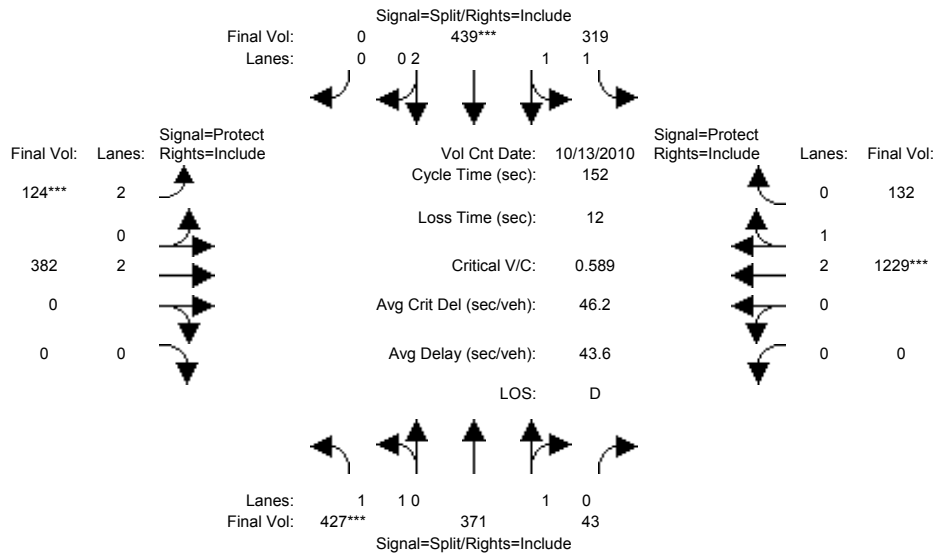 Signal=Split/Rights=Include
Final Vol: 0 439*** 319
Lanes: 0 0 2 1 1
Signal=Protect
Final Vol: Lanes: Rights=Include
Vol Cnt Date: 10/13/2010
Signal=Protect
Rights=Include Lanes: Final Vol:
Cycle Time (sec): 152
124*** 2
0 132
Loss Time (sec): 12
0
1
382 2
Critical V/C: 0.589
2 1229***
0
Avg Crit Del (sec/veh): 46.2
0
0 0
Avg Delay (sec/veh): 43.6
0 0
LOS: D
Lanes: 1 1 0 1 0
Final Vol: 427*** 371 43
Signal=Split/Rights=Include